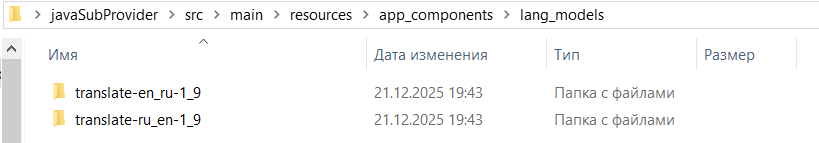 javaSubProvider > src > main > resources > app_components > lang_models
Имя Дата изменения Тип Размер
translate-en_ru-1_9 21.12.2025 19:43 Папка с файлами
translate-ru_en-1_9 21.12.2025 19:43 Папка с файлами